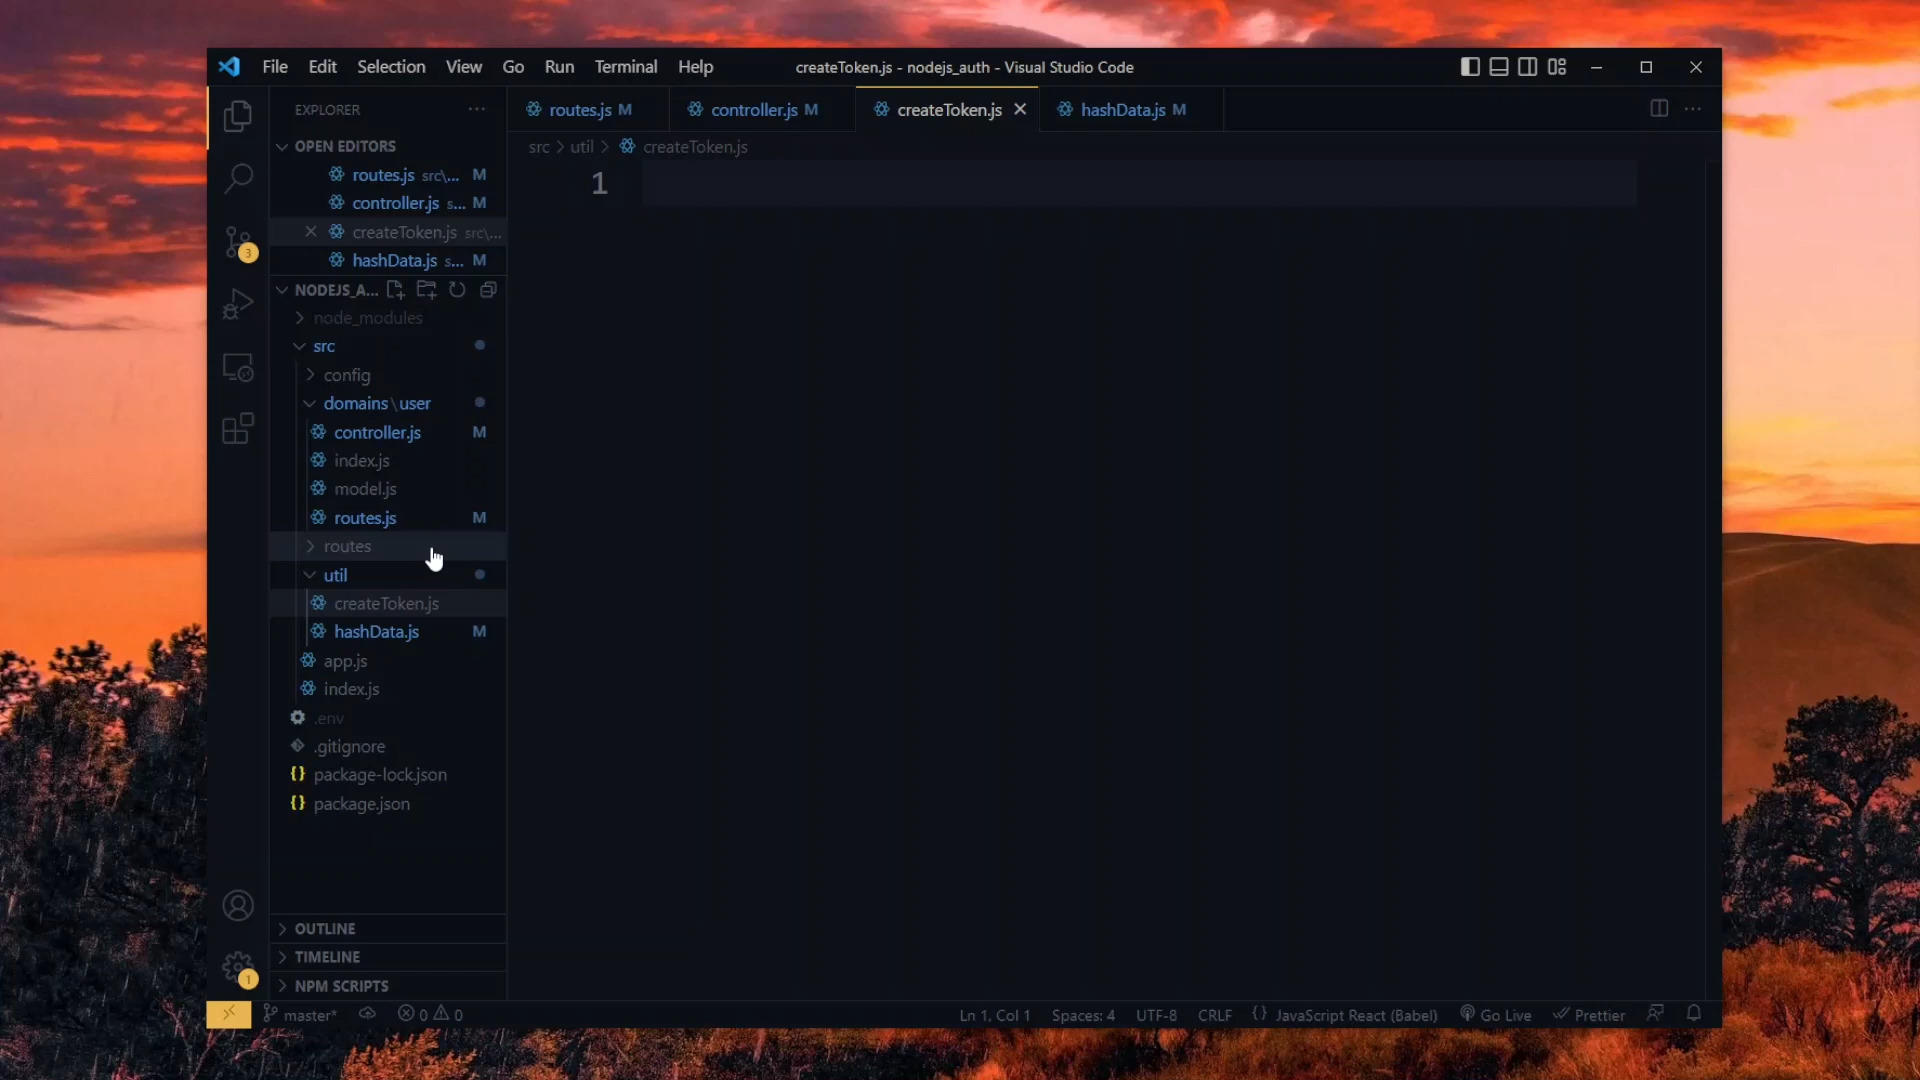 File Edit Selection View Go Run Terminal Help createToken.js - nodejs_auth - Visual Studio Code
EXPLORER
routes.js M controller.js M createToken.js hashData.js M
OPEN EDITORS
src > util > createToken.js
routes.js src\... M
controller.js s... M
createToken.js src\...
hashData.js s... M
1
3
NODEJS_A...
node_modules
src
config
domains\user
controller.js M
index.js
model.js
routes.js M
routes
util
createToken.js
hashData.js M
app.js
index.js
.env
.gitignore
package-lock.json
package.json
OUTLINE
TIMELINE
NPM SCRIPTS
1
master* 0 0 Ln 1, Col 1 Spaces: 4 UTF-8 CRLF {} JavaScript React (Babel) Go Live Prettier